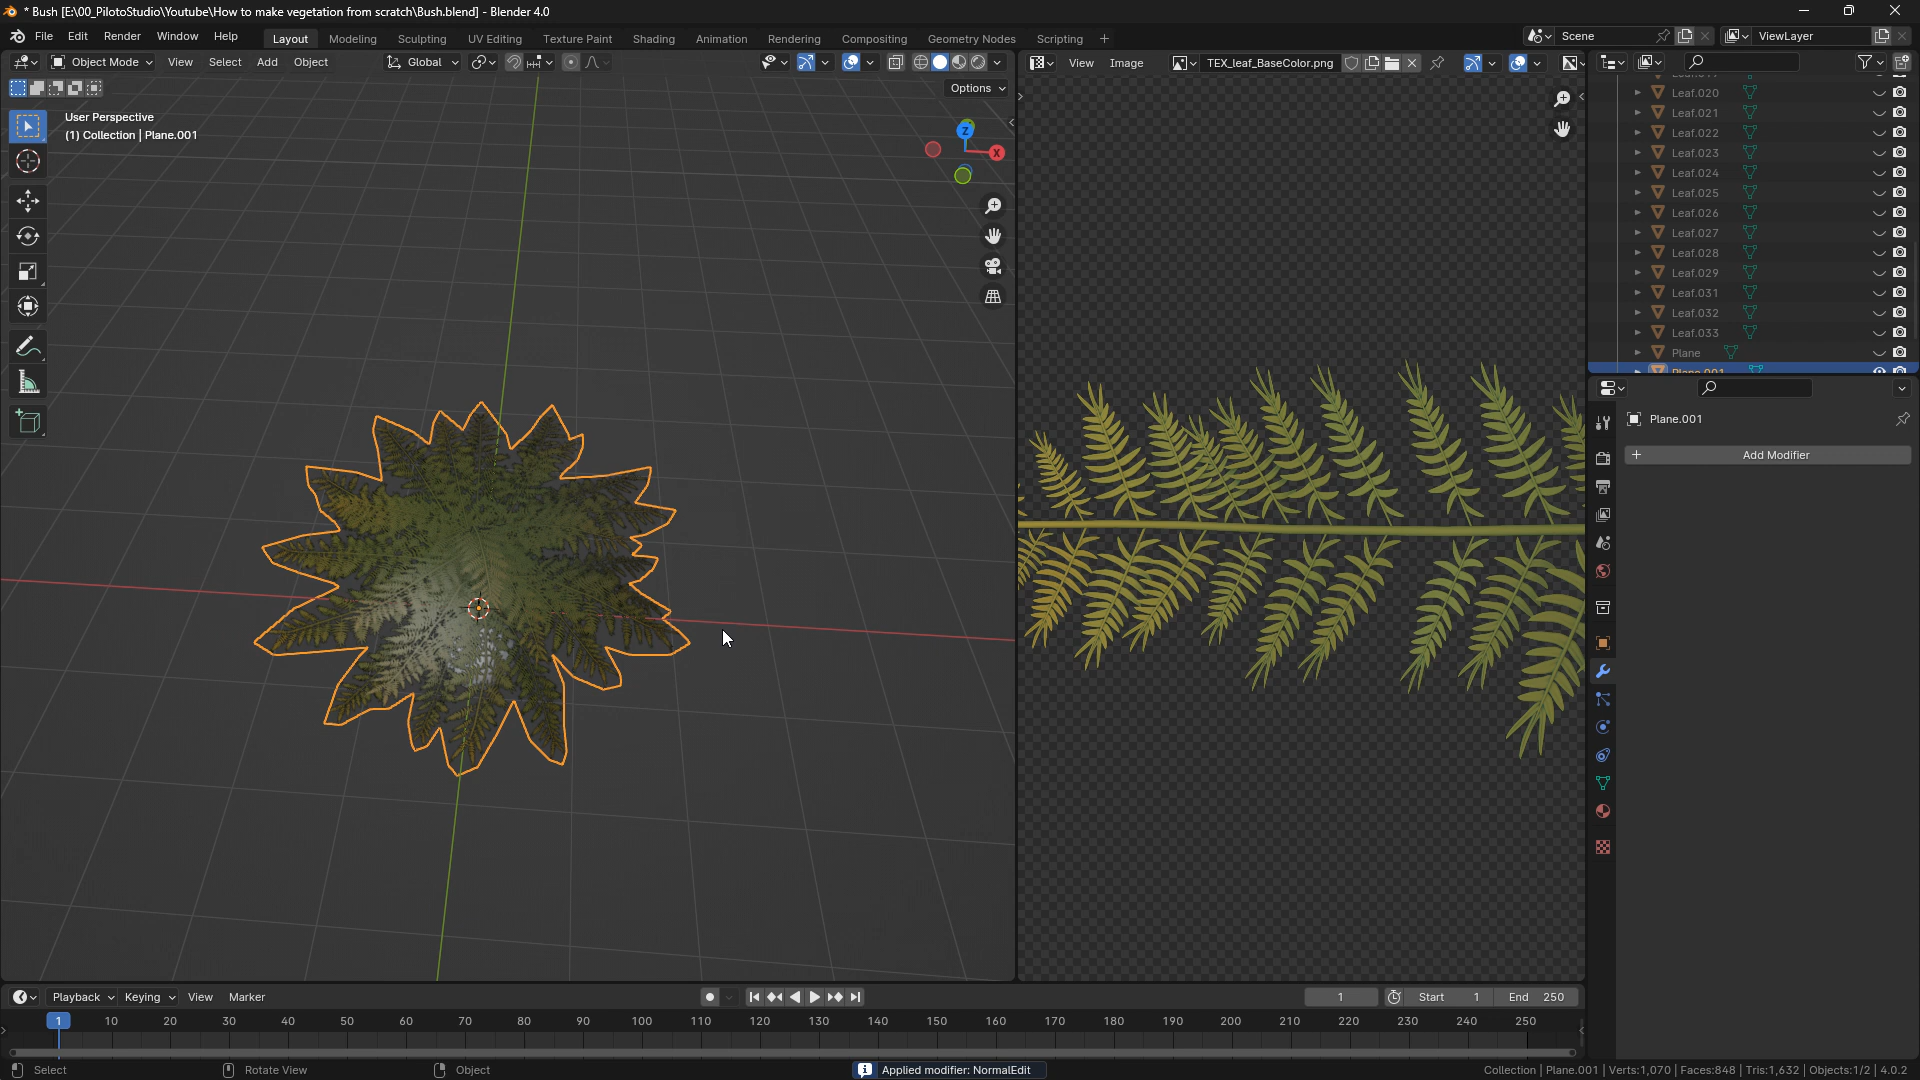 * Bush [E:\00_PilotoStudio\Youtube\How to make vegetation from scratch\Bush.blend] - Blender 4.0
File Edit Render Window Help
Layout Modeling Sculpting UV Editing Texture Paint Shading Animation Rendering Compositing Geometry Nodes Scripting +
Scene
ViewLayer
Object Mode View Select Add Object
Global
View Image TEX_leaf_BaseColor.png
Options
User Perspective
(1) Collection | Plane.001
Z
X
Leaf.020
Leaf.021
Leaf.022
Leaf.023
Leaf.024
Leaf.025
Leaf.026
Leaf.027
Leaf.028
Leaf.029
Leaf.031
Leaf.032
Leaf.033
Plane
Plane.001
Plane.001
+ Add Modifier
Playback Keying View Marker
1 Start 1 End 250
1 10 20 30 40 50 60 70 80 90 100 110 120 130 140 150 160 170 180 190 200 210 220 230 240 250
Select Rotate View Object
Applied modifier: NormalEdit
Collection | Plane.001 | Verts:1,070 | Faces:848 | Tris:1,632 | Objects:1/2 | 4.0.2